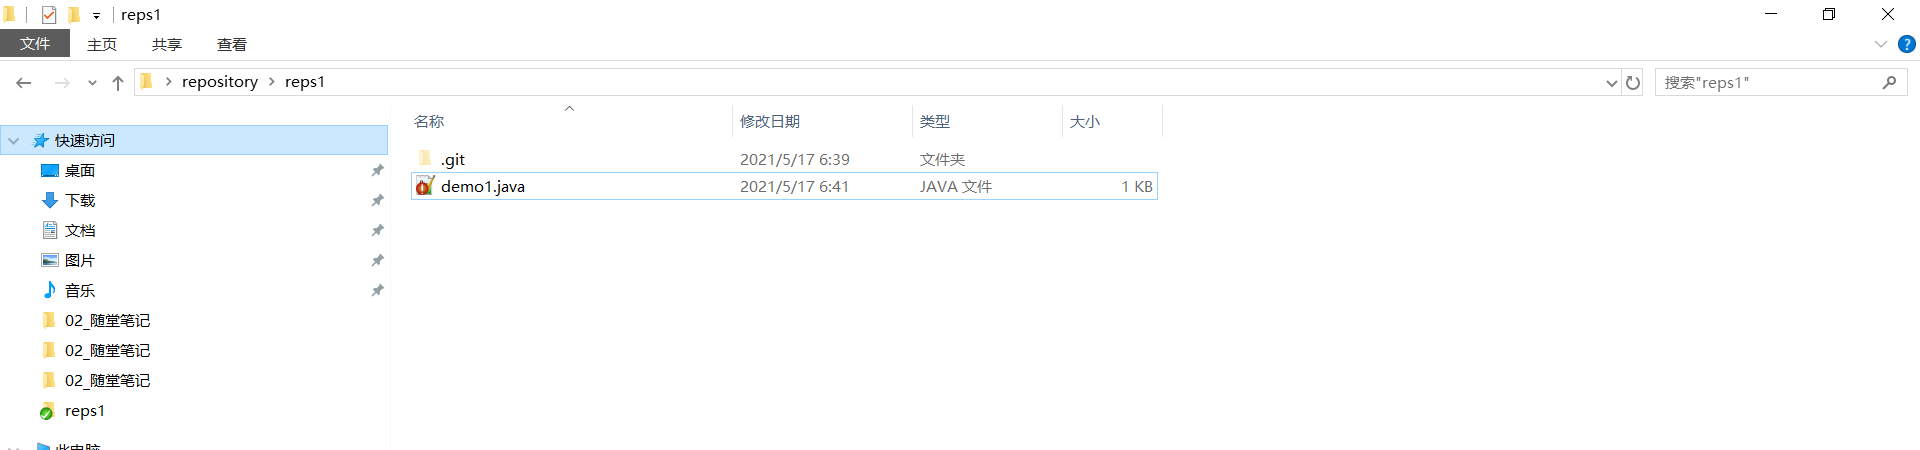 reps1
文件 主页 共享 查看
repository reps1 搜索"reps1"
名称 修改日期 类型 大小
快速访问
.git 2021/5/17 6:39 文件夹
桌面
demo1.java 2021/5/17 6:41 JAVA 文件 1 KB
下载
文档
图片
音乐
02_随堂笔记
02_随堂笔记
02_随堂笔记
reps1
此电脑